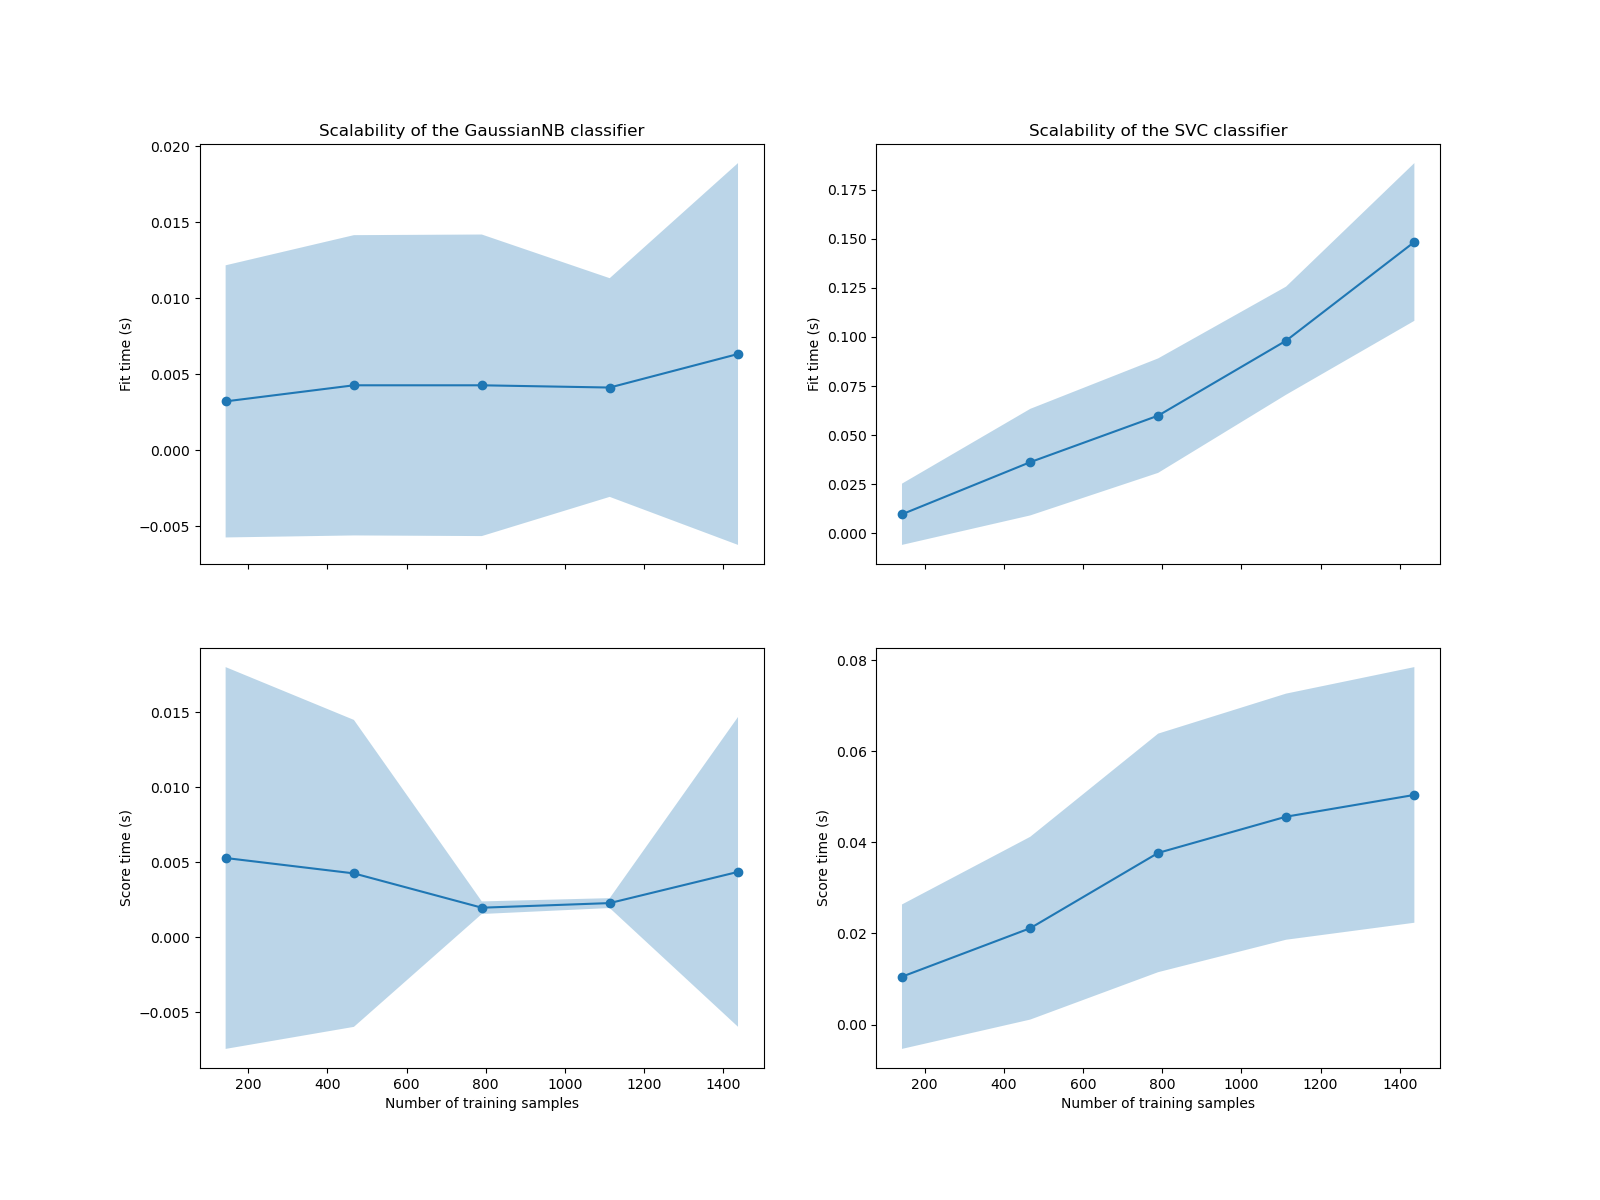 Scalability of the GaussianNB classifier
0.020
0.015
0.010
0.005
0.000
−0.005
Fit time (s)
Scalability of the SVC classifier
0.175
0.150
0.125
0.100
0.075
0.050
0.025
0.000
Fit time (s)
0.015
0.010
0.005
0.000
−0.005
Score time (s)
200 400 600 800 1000 1200 1400
Number of training samples
0.08
0.06
0.04
0.02
0.00
Score time (s)
200 400 600 800 1000 1200 1400
Number of training samples